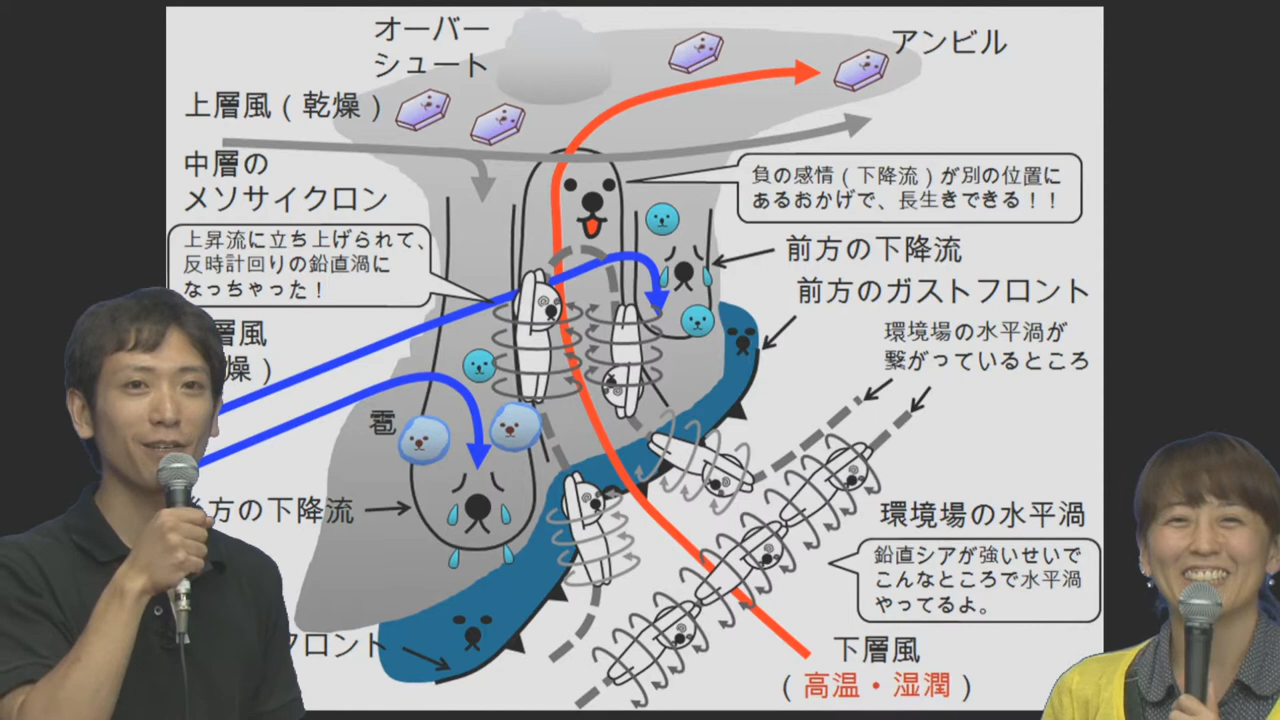 オーバー
シュート
アンビル
上層風（乾燥）
中層の
メソサイクロン
負の感情（下降流）が別の位置に
あるおかげで、長生きできる！！
上昇流に立ち上げられて、
反時計回りの鉛直渦に
なっちゃった！
前方の下降流
前方のガストフロント
層風
燥）
環境場の水平渦が
繋がっているところ
雹
方の下降流
環境場の水平渦
鉛直シアが強いせいで
こんなところで水平渦
やってるよ。
フロント
下層風
（高温・湿潤）